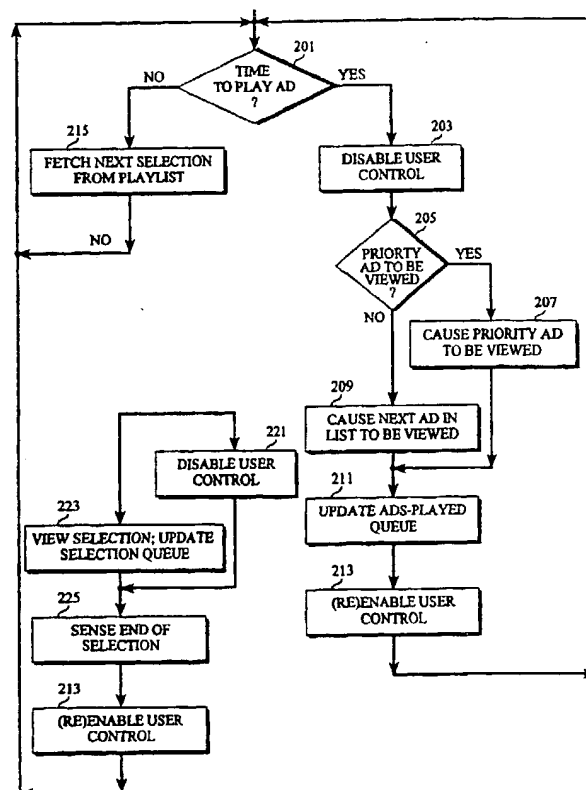 201
TIME
TO PLAY AD
?
NO
YES
215
FETCH NEXT SELECTION
FROM PLAYLIST
NO
203
DISABLE USER
CONTROL
205
PRIORTY
AD TO BE
VIEWED
?
YES
NO
207
CAUSE PRIORITY AD
TO BE VIEWED
209
CAUSE NEXT AD IN
LIST TO BE VIEWED
221
DISABLE USER
CONTROL
211
UPDATE ADS-PLAYED
QUEUE
223
VIEW SELECTION; UPDATE
SELECTION QUEUE
213
(RE)ENABLE USER
CONTROL
225
SENSE END OF
SELECTION
213
(RE)ENABLE USER
CONTROL